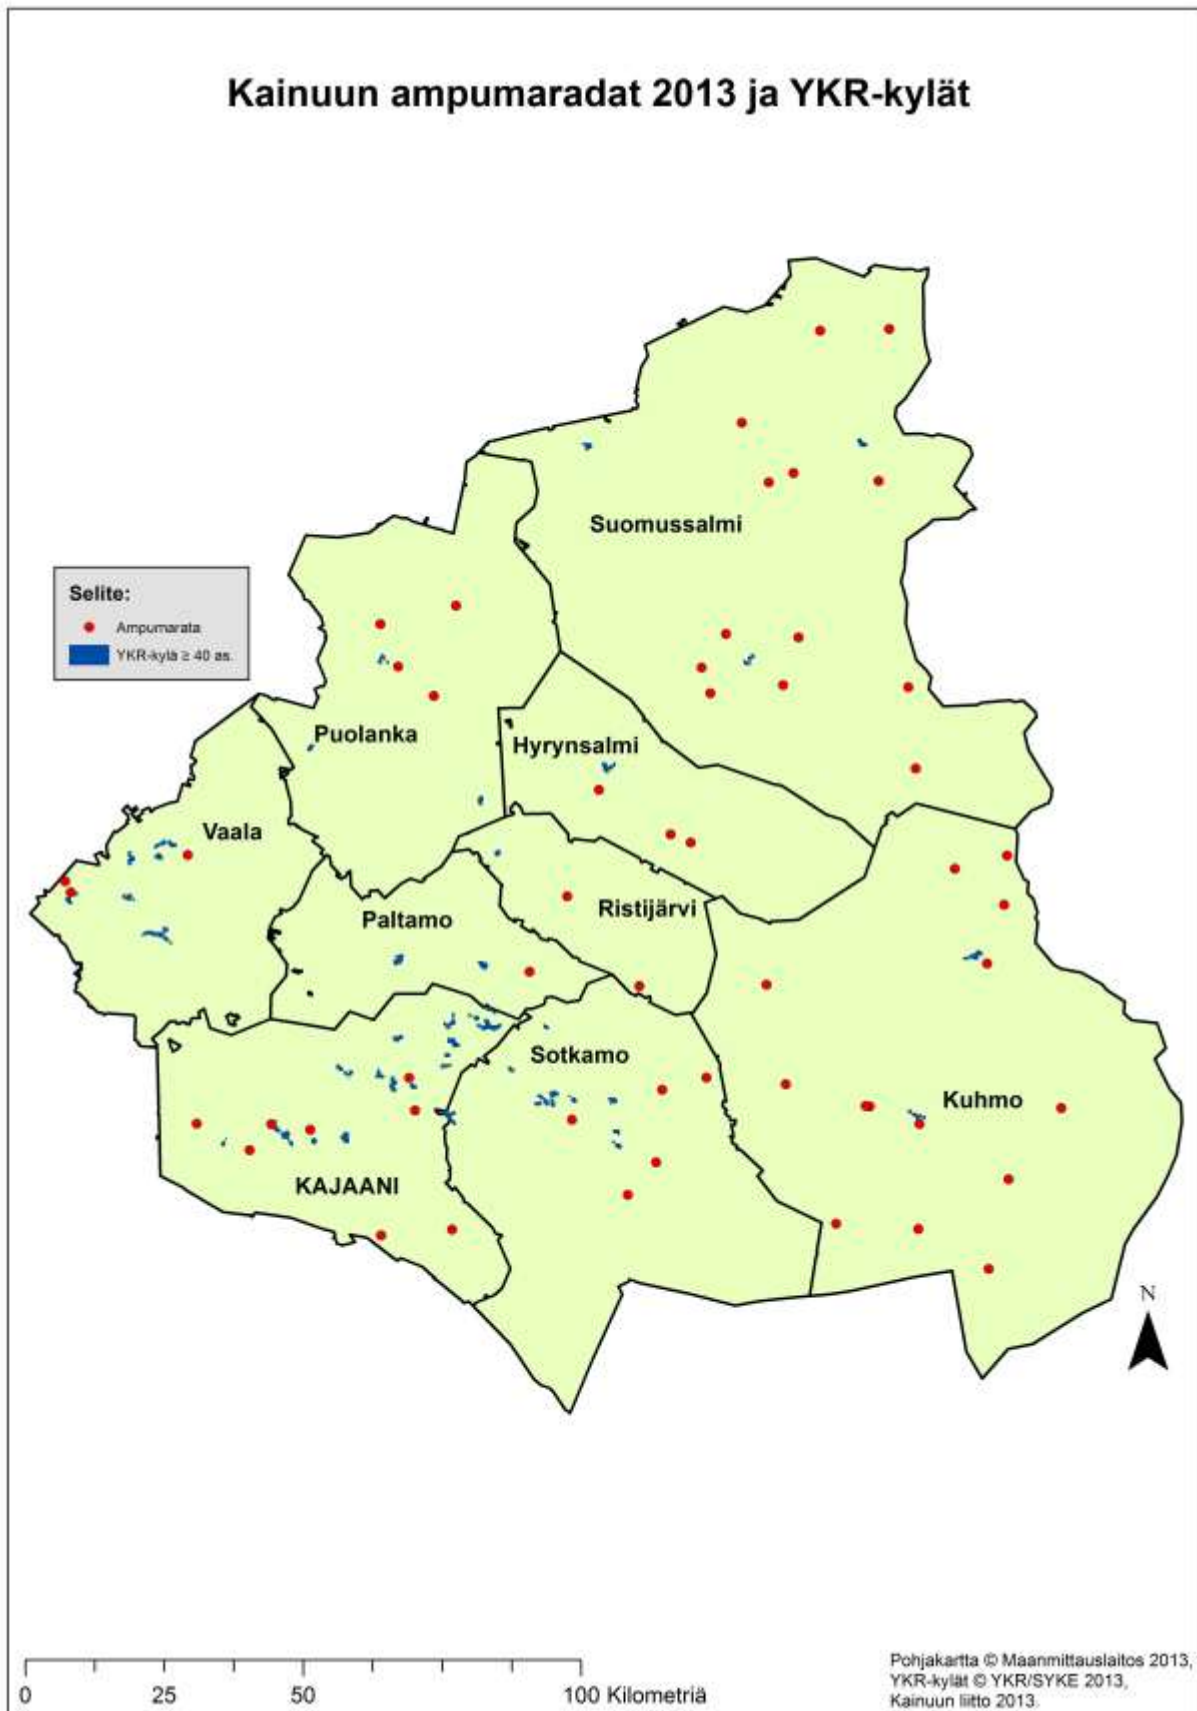 Kainuun ampumaradat 2013 ja YKR-kylät
Suomussalmi
Selite:
Ampumarata
YKR-kylä ≥ 40 as.
Puolanka
Hyrynsalmi
Vaala
Ristijärvi
Paltamo
Sotkamo
Kuhmo
KAJAANI
N
0 25 50 100 Kilometriä
Pohjakartta © Maanmittauslaitos 2013,
YKR-kylät © YKR/SYKE 2013,
Kainuun liitto 2013.